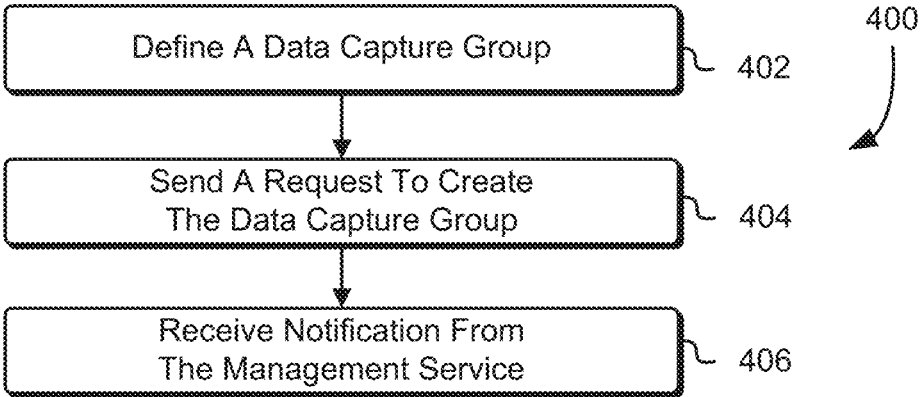 400
Define A Data Capture Group
402
Send A Request To Create
The Data Capture Group
404
Receive Notification From
The Management Service
406